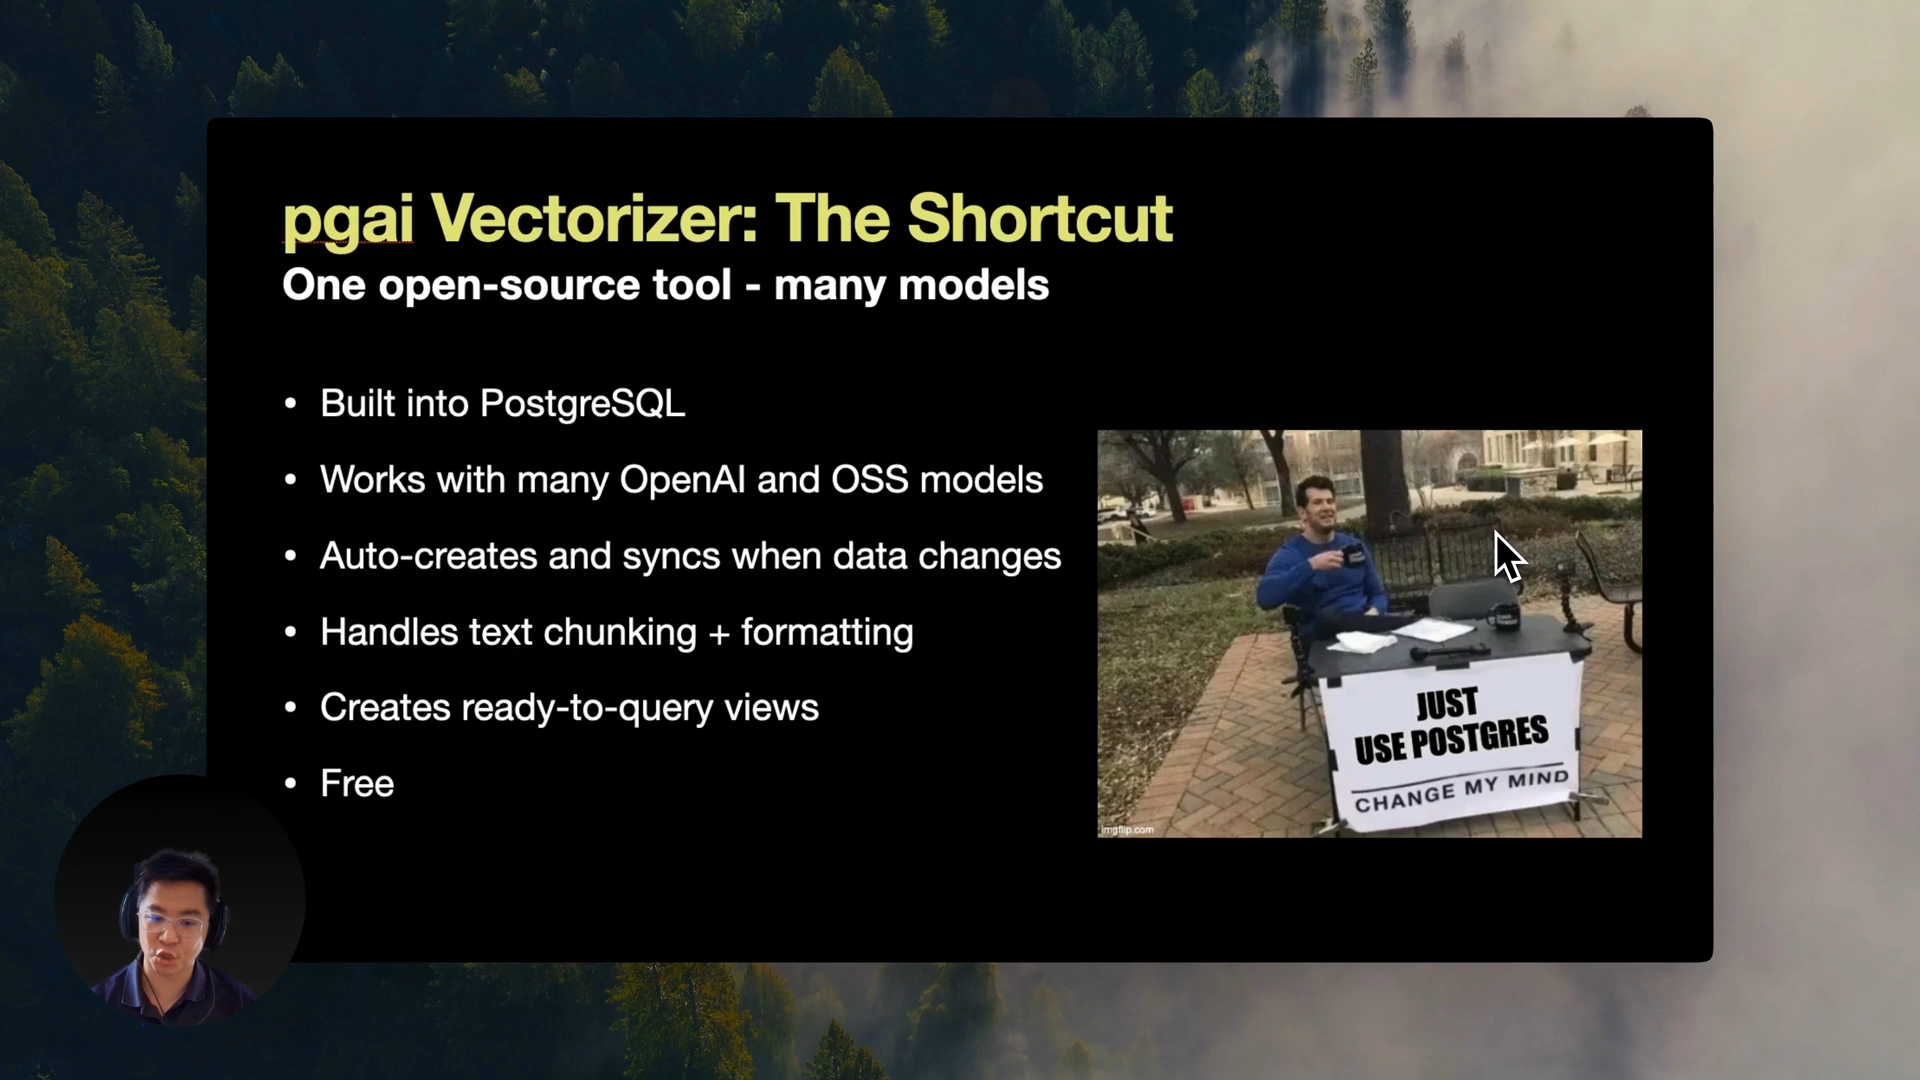 pgai Vectorizer: The Shortcut
One open-source tool - many models
• Built into PostgreSQL
• Works with many OpenAI and OSS models
• Auto-creates and syncs when data changes
• Handles text chunking + formatting
• Creates ready-to-query views
• Free
JUST
USE POSTGRES
CHANGE MY MIND
imgflip.com